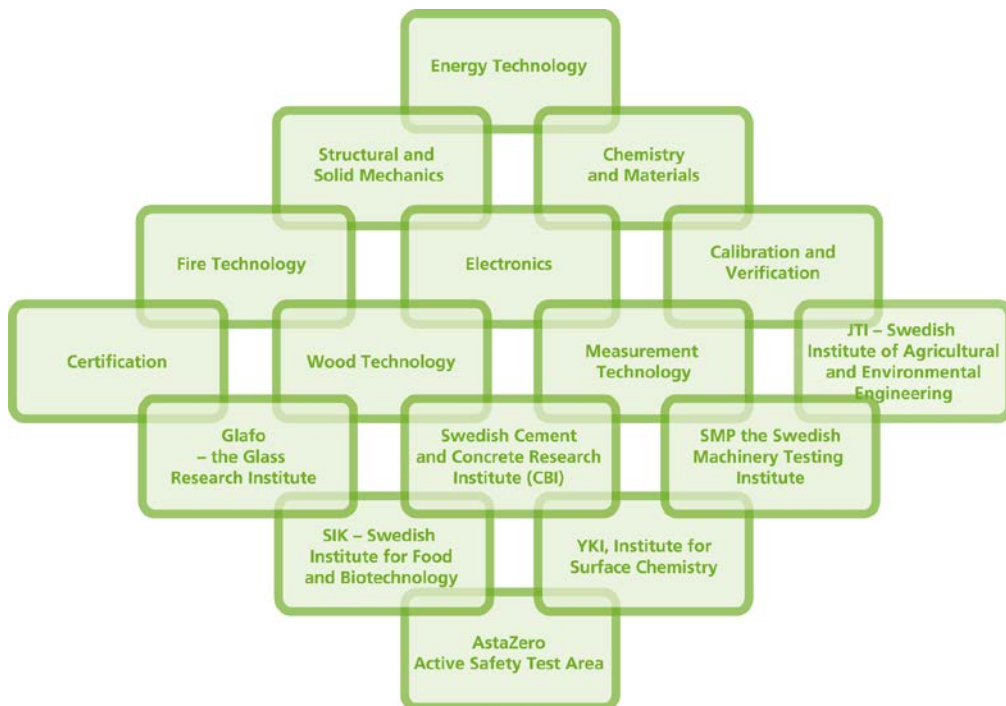 Energy Technology
Structural and
Solid Mechanics
Chemistry
and Materials
Fire Technology
Electronics
Calibration and
Verification
Certification
Wood Technology
Measurement
Technology
JTI – Swedish
Institute of Agricultural
and Environmental
Engineering
Glafo
– the Glass
Research Institute
Swedish Cement
and Concrete Research
Institute (CBI)
SMP the Swedish
Machinery Testing
Institute
SIK – Swedish
Institute for Food
and Biotechnology
YKI, Institute for
Surface Chemistry
AstaZero
Active Safety Test Area